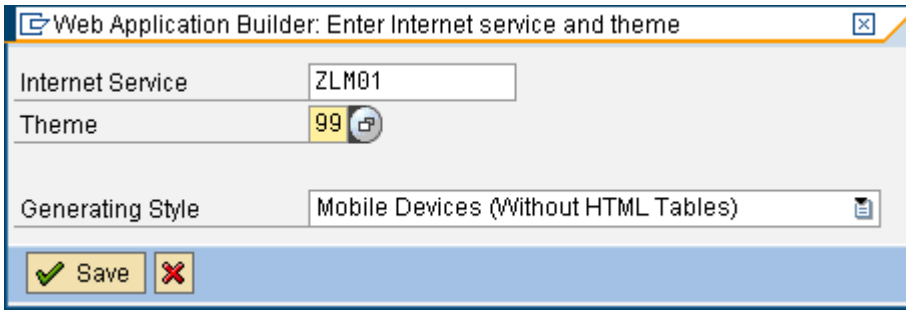 Web Application Builder: Enter Internet service and theme
Internet Service ZLM01
Theme 99
Generating Style Mobile Devices (Without HTML Tables)
Save